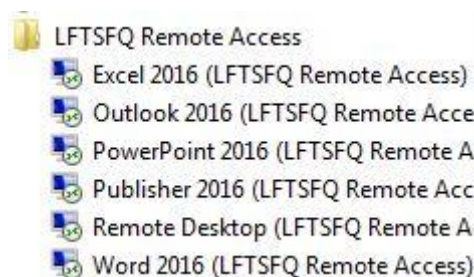 LFTSFQ Remote Access
Excel 2016 (LFTSFQ Remote Access)
Outlook 2016 (LFTSFQ Remote Acce
PowerPoint 2016 (LFTSFQ Remote A
Publisher 2016 (LFTSFQ Remote Acc
Remote Desktop (LFTSFQ Remote A
Word 2016 (LFTSFQ Remote Access)